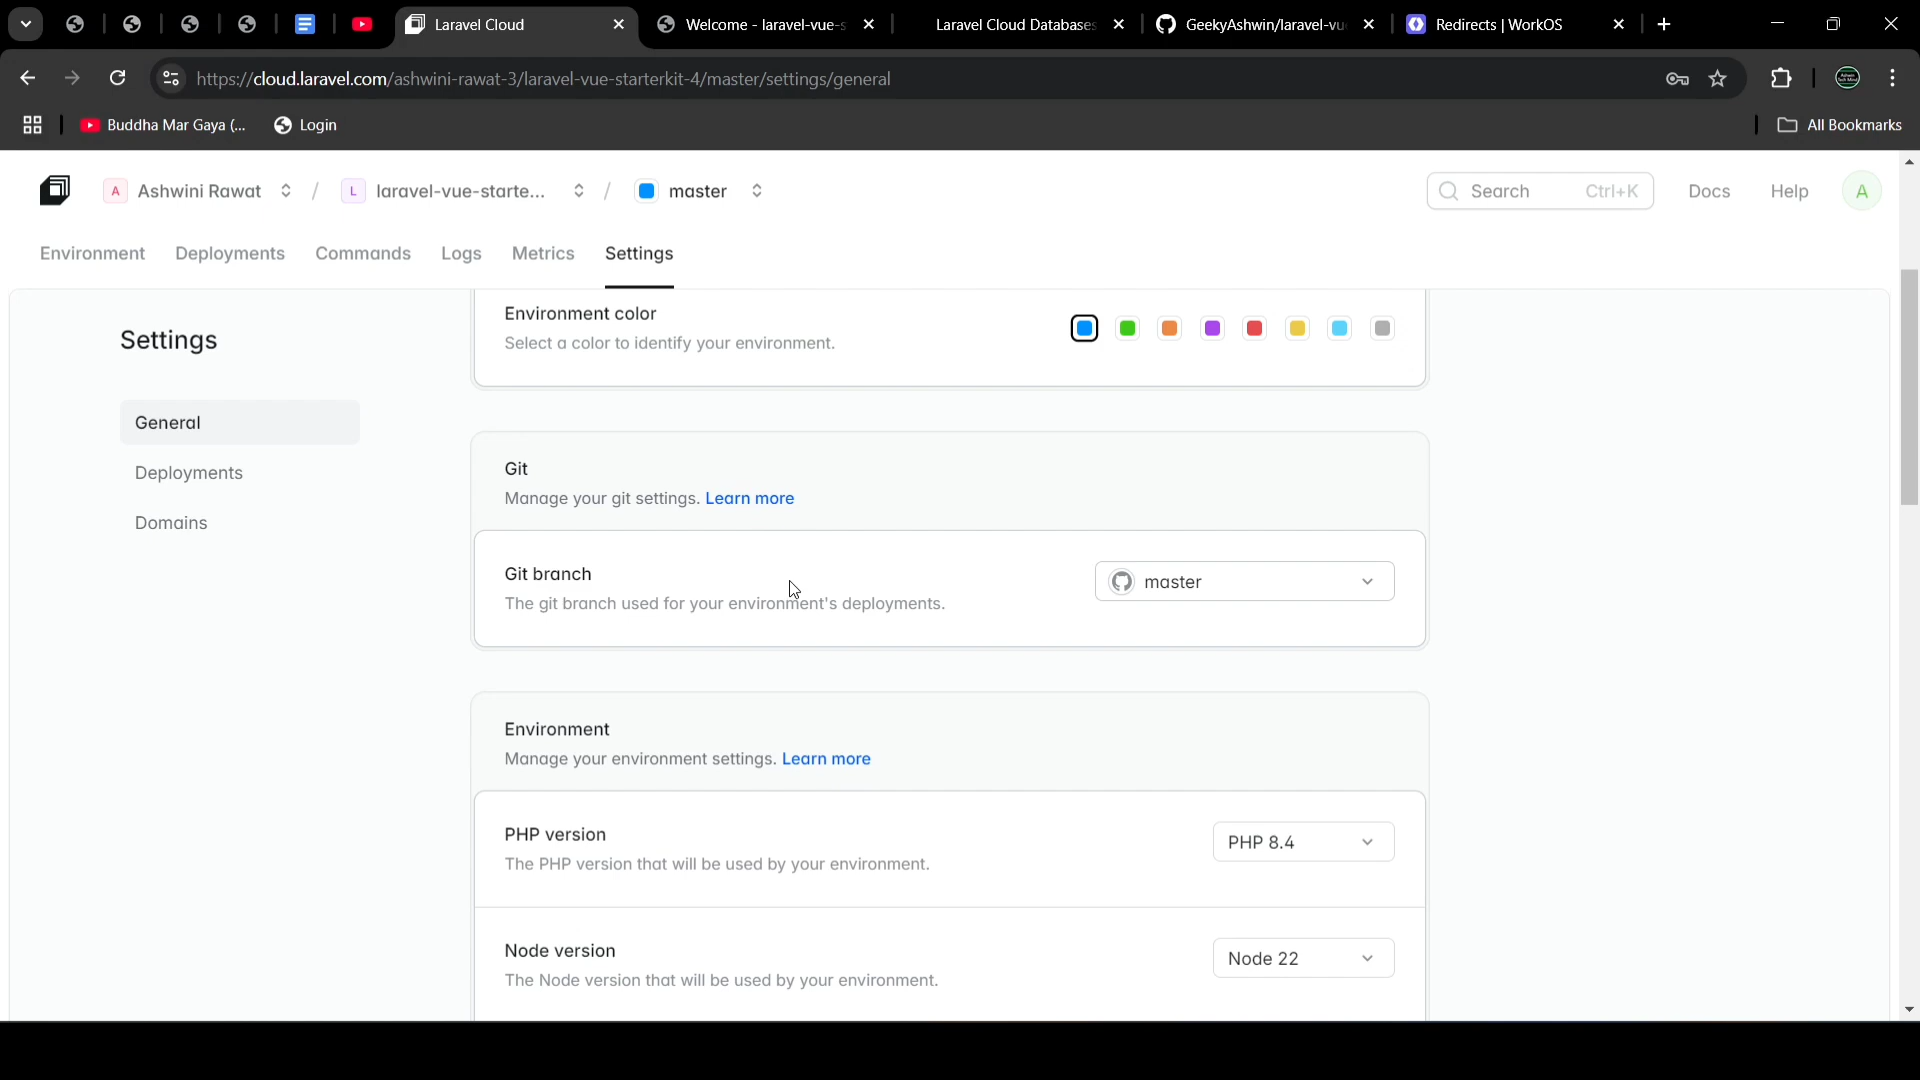 Laravel Cloud
Welcome - laravel-vue-s
Laravel Cloud Databases
GeekyAshwin/laravel-vu
Redirects | WorkOS
https://cloud.laravel.com/ashwini-rawat-3/laravel-vue-starterkit-4/master/settings/general
Buddha Mar Gaya (...
Login
All Bookmarks
A Ashwini Rawat / L laravel-vue-starte... / master
Search Ctrl+K Docs Help A
Environment Deployments Commands Logs Metrics Settings
Settings
General
Deployments
Domains
Environment color
Select a color to identify your environment.
Git
Manage your git settings. Learn more
Git branch
The git branch used for your environment's deployments.
master
Environment
Manage your environment settings. Learn more
PHP version
The PHP version that will be used by your environment.
PHP 8.4
Node version
The Node version that will be used by your environment.
Node 22